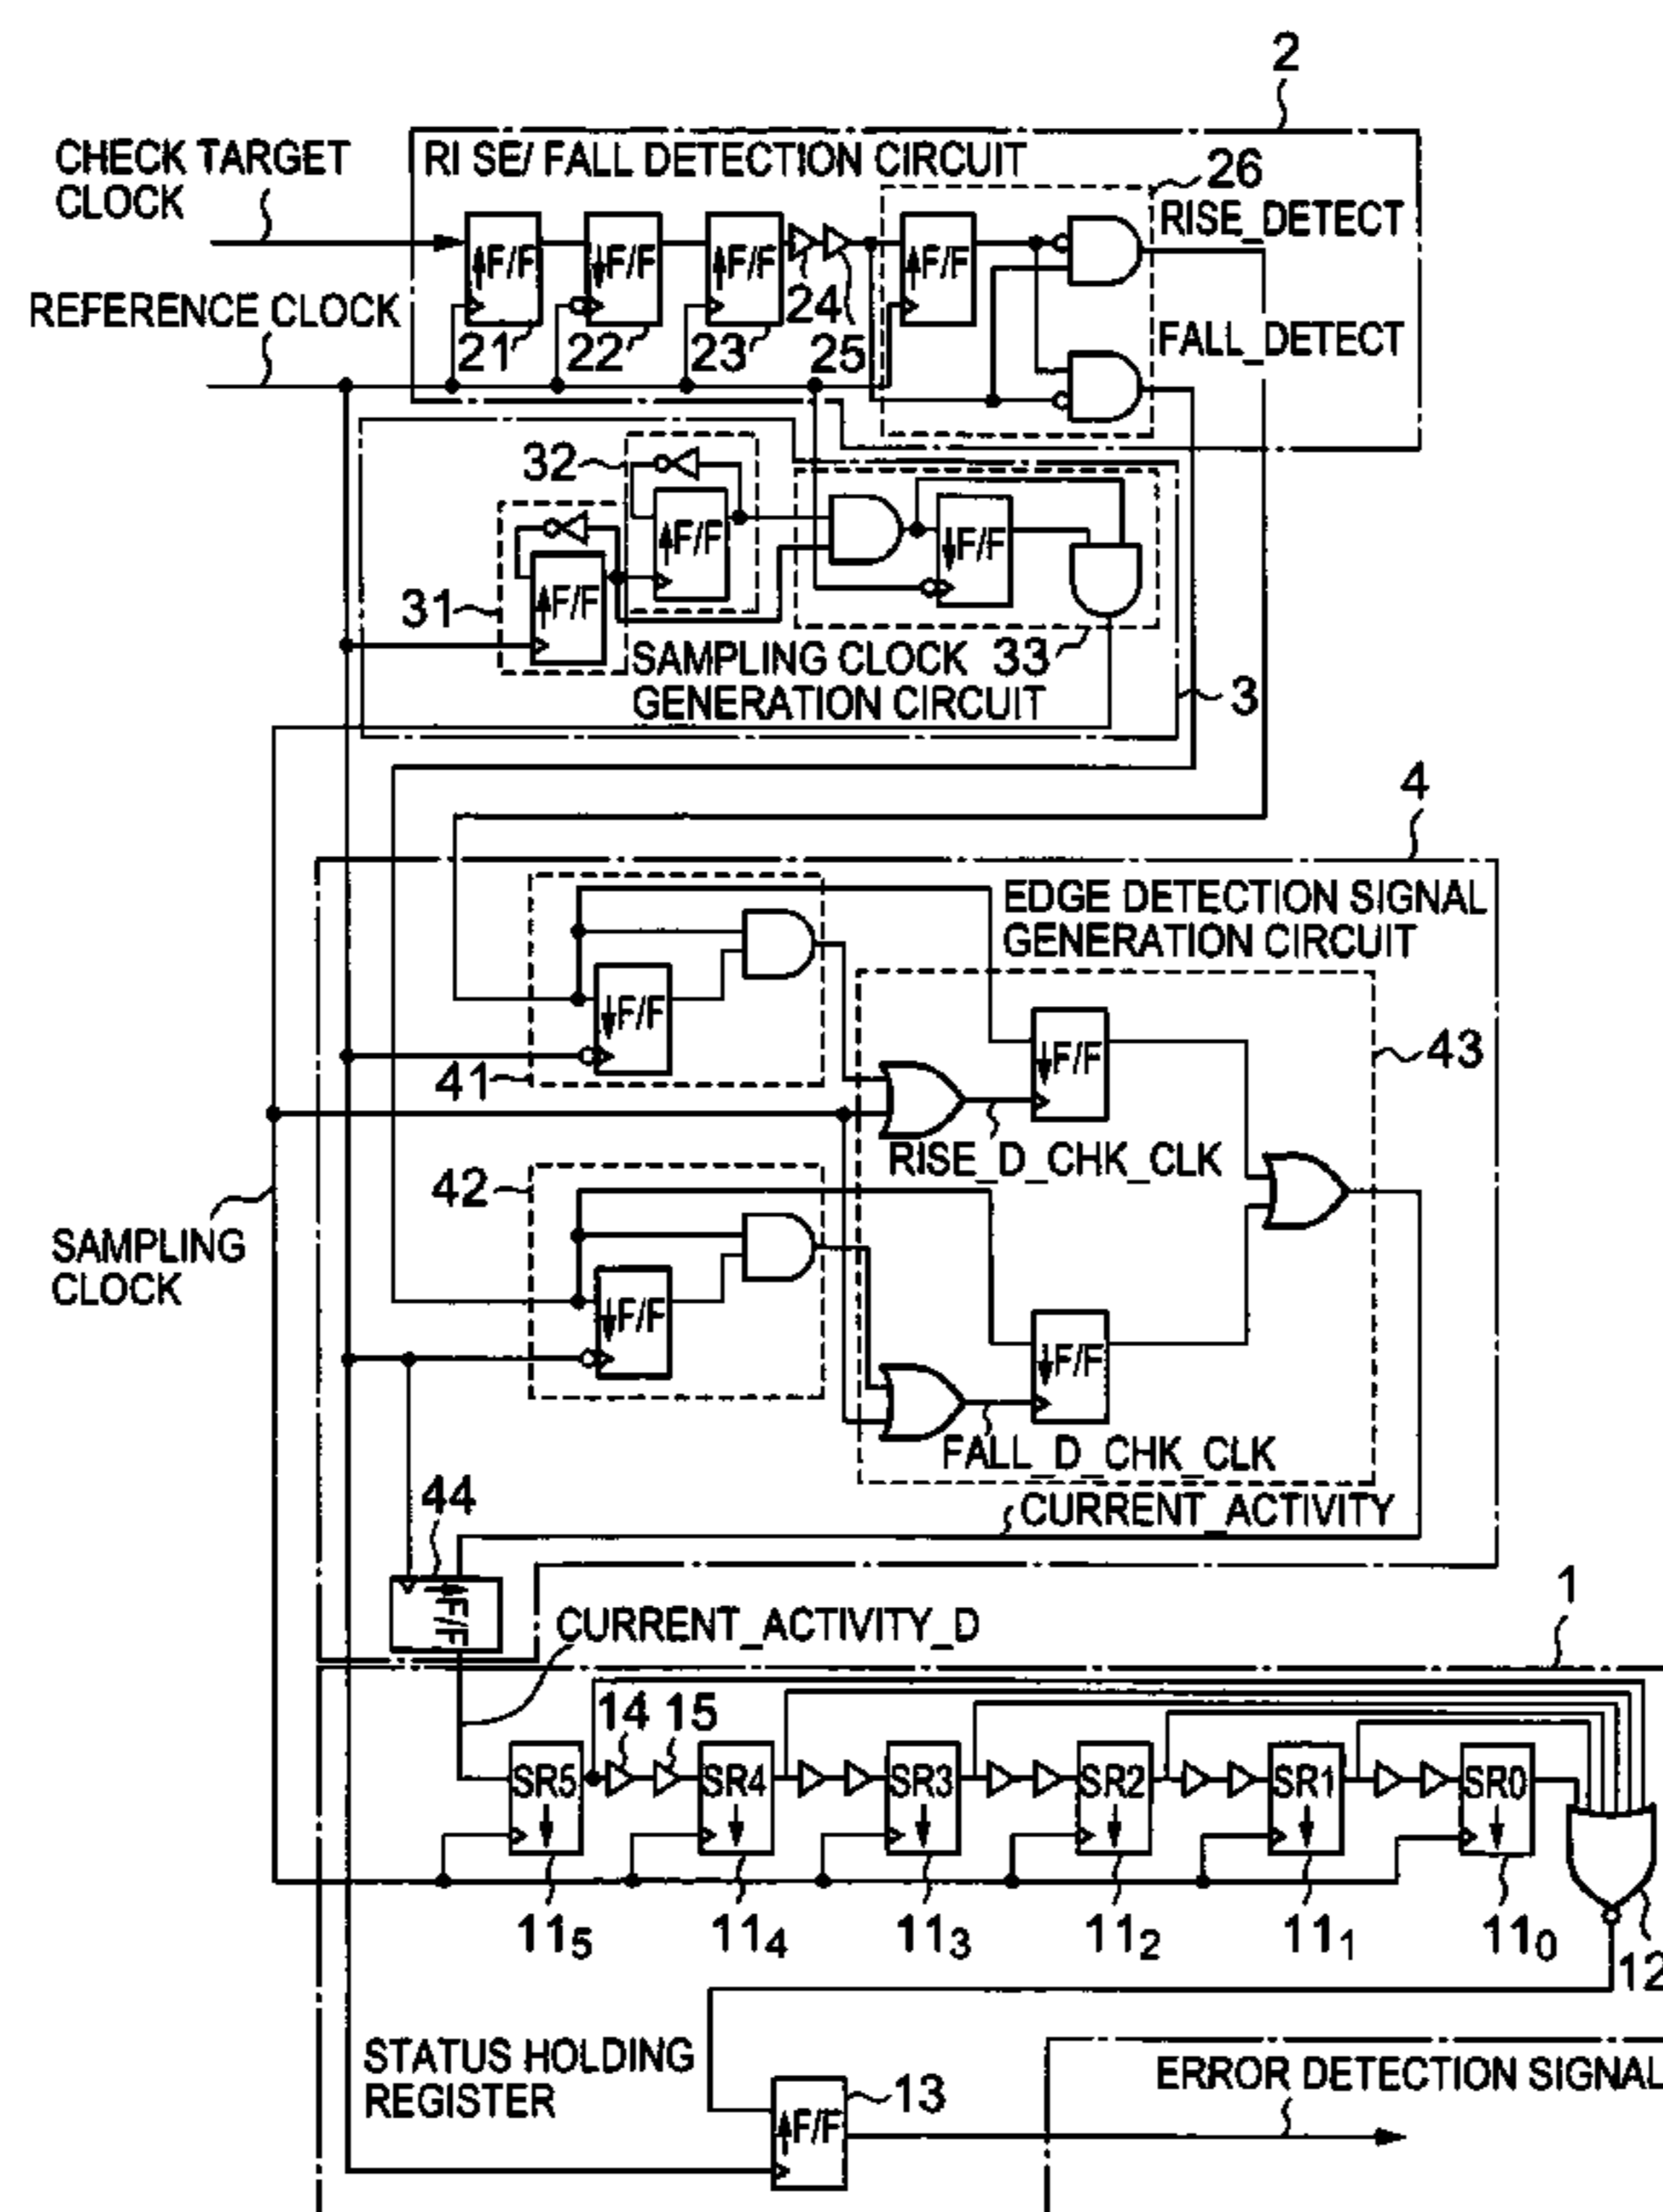 2
CHECK TARGET
CLOCK
RI SE/ FALL DETECTION CIRCUIT
26
RISE_DETECT
F/F
F/F
F/F
F/F
24
REFERENCE CLOCK
21
22
23
25
FALL_DETECT
32
F/F
F/F
31
F/F
SAMPLING CLOCK
GENERATION CIRCUIT
33
3
4
EDGE DETECTION SIGNAL
GENERATION CIRCUIT
F/F
F/F
41
43
RISE_D_CHK_CLK
42
SAMPLING
CLOCK
F/F
F/F
FALL_D_CHK_CLK
44
CURRENT_ACTIVITY
F/F
1
CURRENT_ACTIVITY_D
14
15
SR5
SR4
SR3
SR2
SR1
SR0
11₅
11₄
11₃
11₂
11₁
11₀
12
STATUS HOLDING
REGISTER
13
F/F
ERROR DETECTION SIGNAL